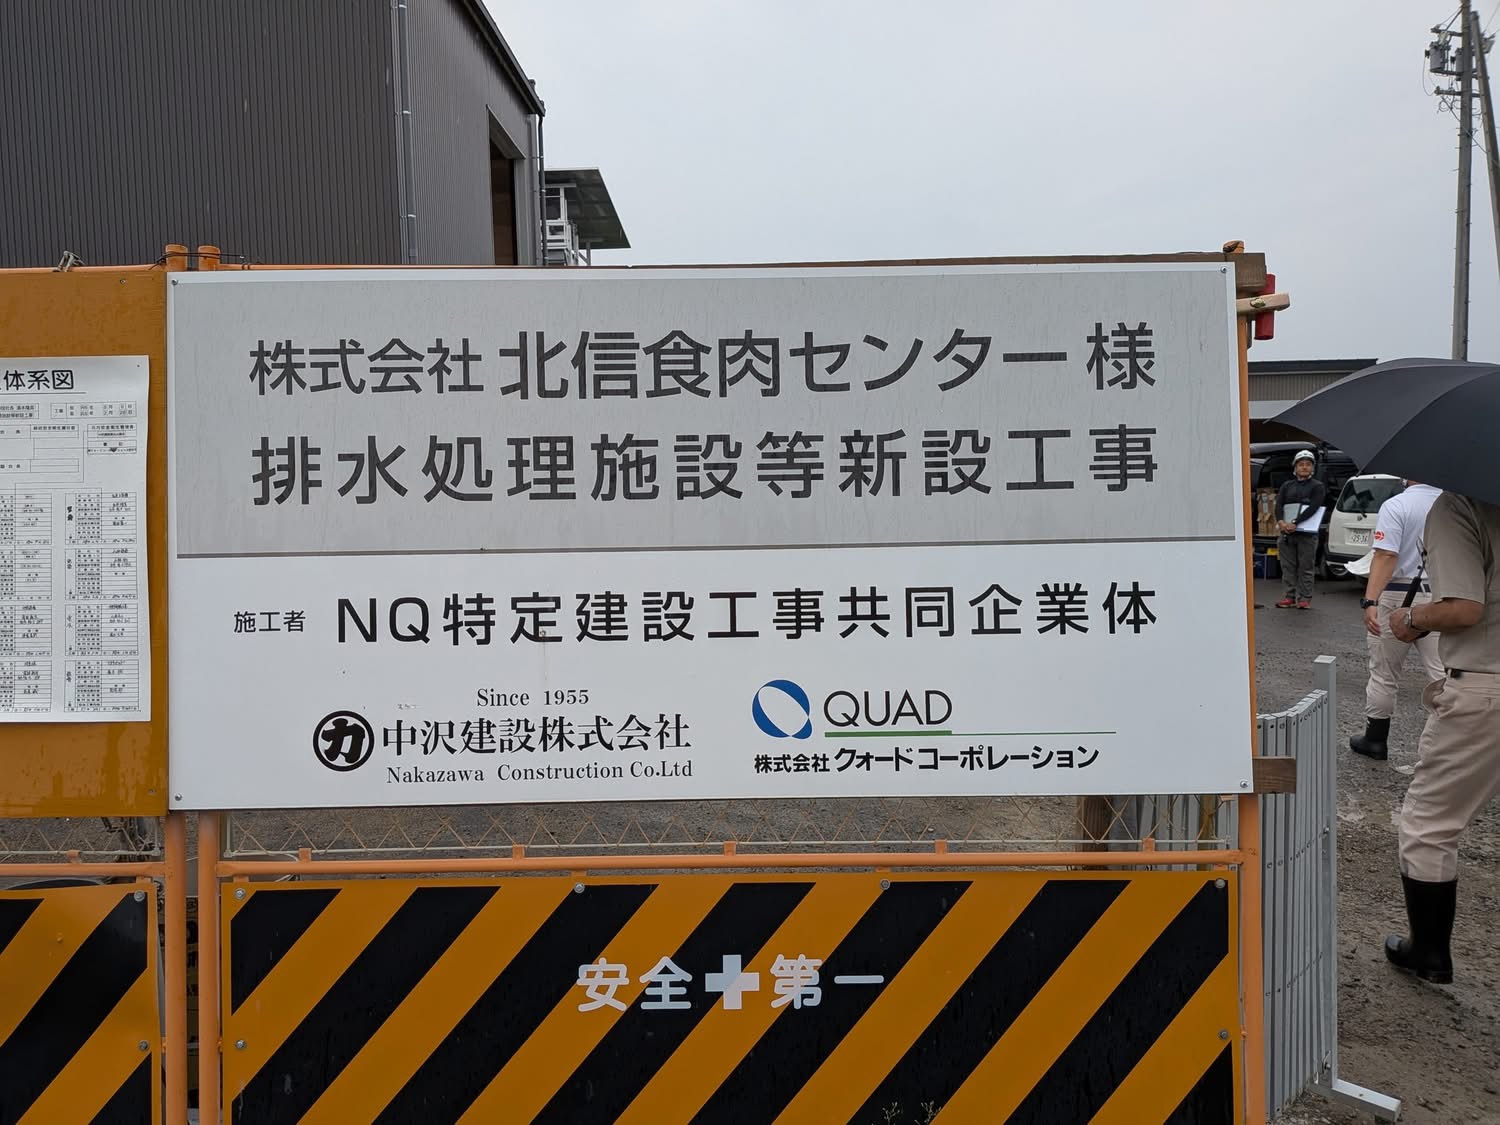 体系図
株式会社 北信食肉センター 様
排水処理施設等新設工事
施工者 NQ特定建設工事共同企業体
Since 1955
力 中沢建設株式会社
Nakazawa Construction Co.Ltd
QUAD
株式会社クォードコーポレーション
安全第一